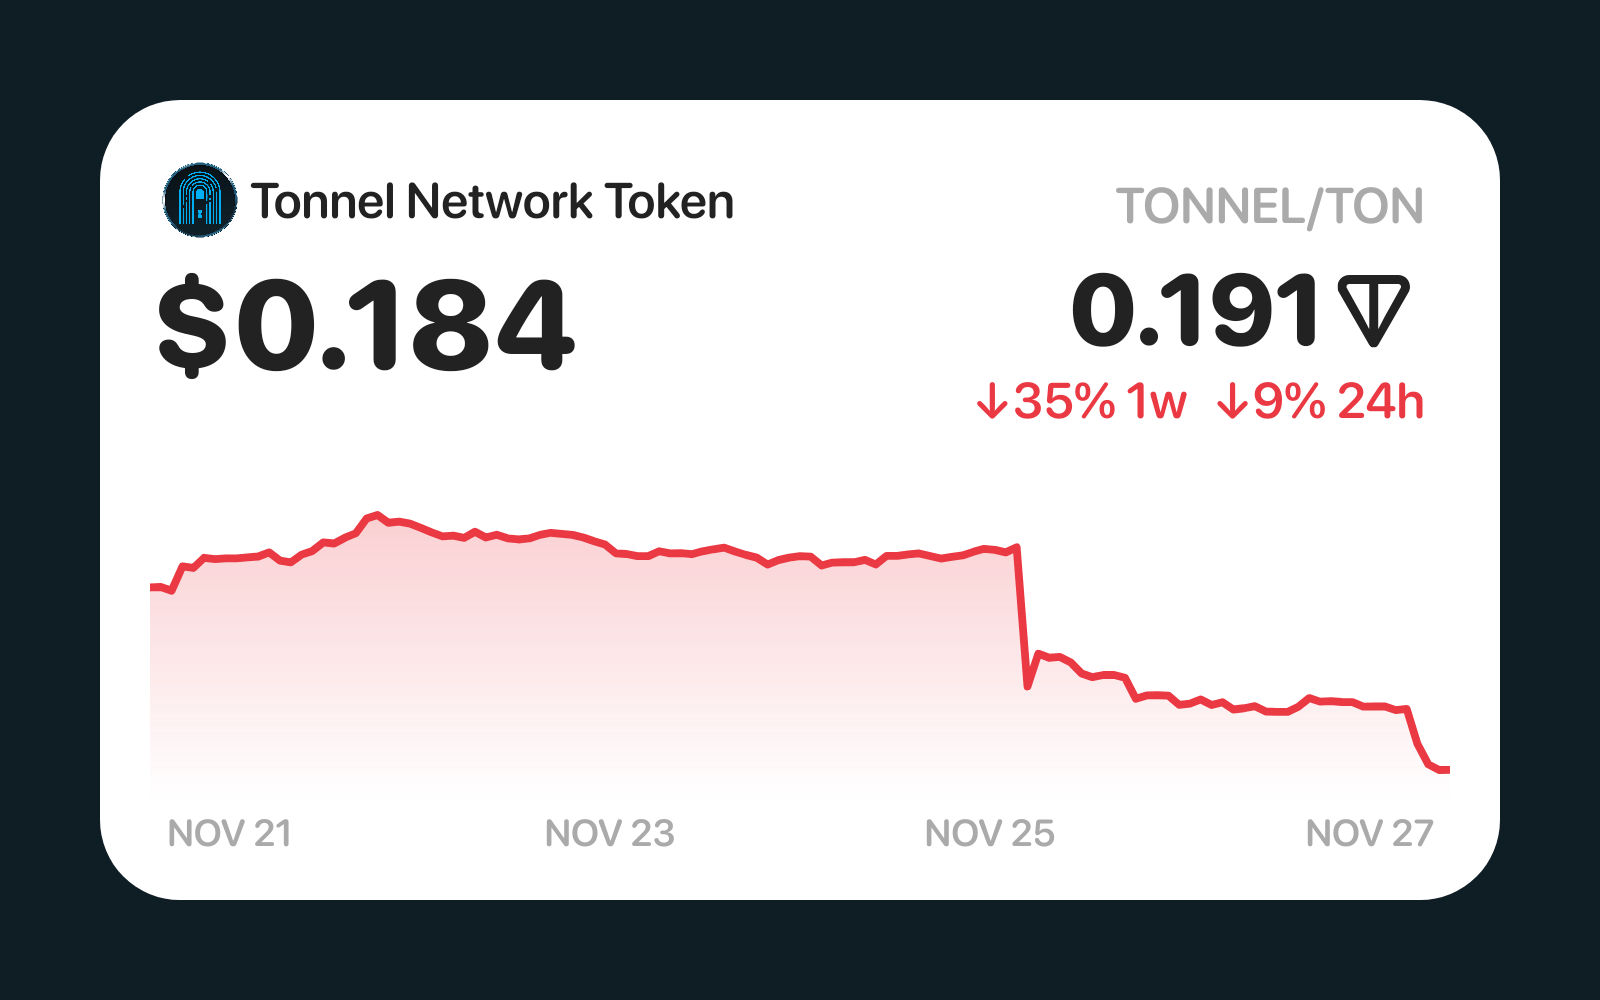 Tonnel Network Token
TONNEL/TON
$0.184
0.191
↓35% 1w ↓9% 24h
NOV 21 NOV 23 NOV 25 NOV 27